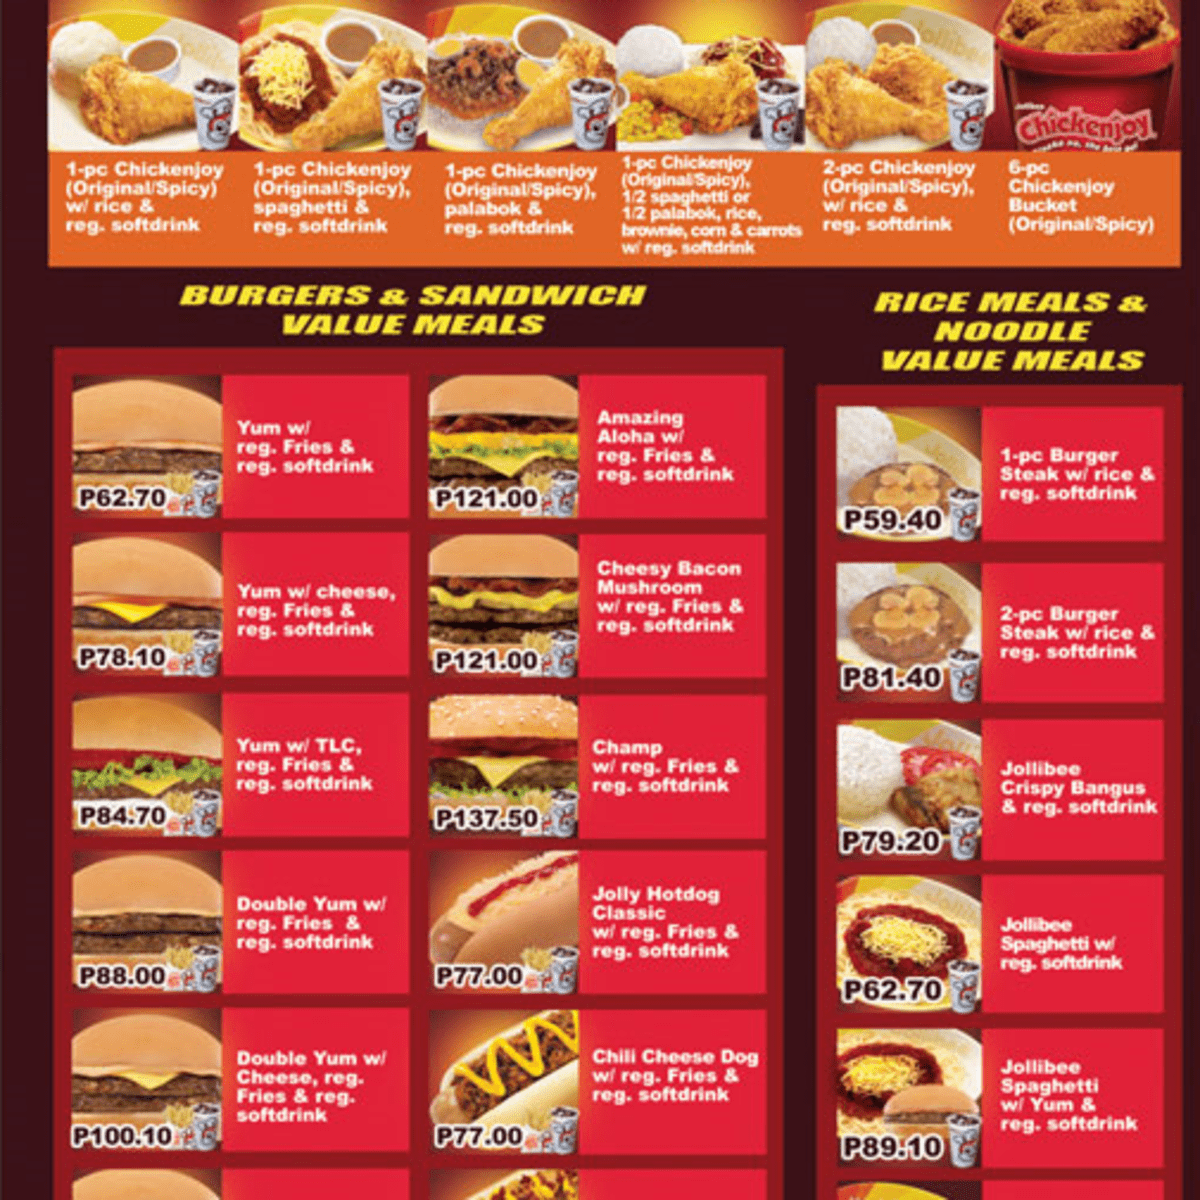 Chickenjoy
1-pc Chickenjoy
(Original/Spicy)
w/ rice &
reg. softdrink
1-pc Chickenjoy
(Original/Spicy),
spaghetti &
reg. softdrink
1-pc Chickenjoy
(Original/Spicy),
palabok &
reg. softdrink
1-pc Chickenjoy
(Original/Spicy),
1/2 spaghetti or
1/2 palabok, rice,
brownie, corn & carrots
w/ reg. softdrink
2-pc Chickenjoy
(Original/Spicy),
w/ rice &
reg. softdrink
6-pc
Chickenjoy
Bucket
(Original/Spicy)
BURGERS & SANDWICH
VALUE MEALS
Yum w/
reg. Fries &
reg. softdrink
P62.70
Yum w/ cheese,
reg. Fries &
reg. softdrink
P78.10
Yum w/ TLC,
reg. Fries &
reg. softdrink
P84.70
Double Yum w/
reg. Fries &
reg. softdrink
P88.00
Double Yum w/
Cheese, reg.
Fries & reg.
softdrink
P100.10
Amazing
Aloha w/
reg. Fries &
reg. softdrink
P121.00
Cheesy Bacon
Mushroom
w/ reg. Fries &
reg. softdrink
P121.00
Champ
w/ reg. Fries &
reg. softdrink
P137.50
Jolly Hotdog
Classic
w/ reg. Fries &
reg. softdrink
P77.00
Chili Cheese Dog
w/ reg. Fries &
reg. softdrink
P77.00
RICE MEALS &
NOODLE
VALUE MEALS
1-pc Burger
Steak w/ rice &
reg. softdrink
P59.40
2-pc Burger
Steak w/ rice &
reg. softdrink
P81.40
Jollibee
Crispy Bangus
& reg. softdrink
P79.20
Jollibee
Spaghetti w/
reg. softdrink
P62.70
Jollibee
Spaghetti
w/ Yum &
reg. softdrink
P89.10